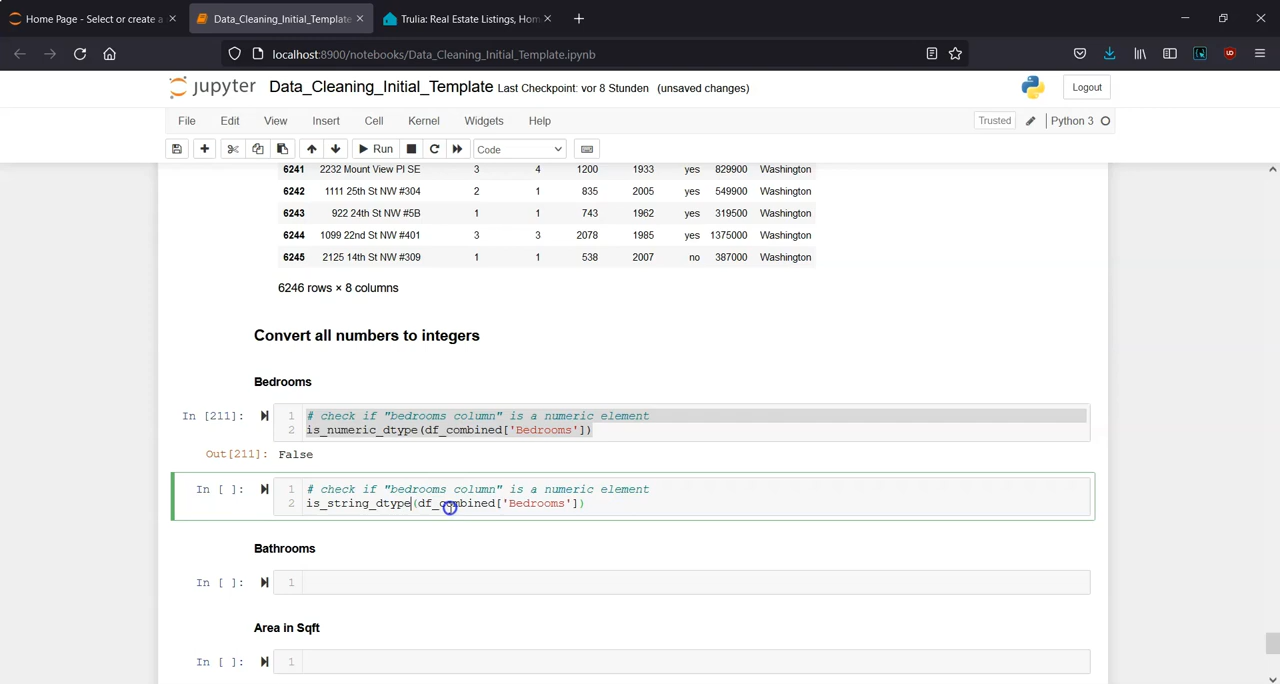 Home Page - Select or create a
Data_Cleaning_Initial_Template
Trulia: Real Estate Listings, Hom
localhost:8900/notebooks/Data_Cleaning_Initial_Template.ipynb
jupyter Data_Cleaning_Initial_Template Last Checkpoint: vor 8 Stunden (unsaved changes)
Logout
File Edit View Insert Cell Kernel Widgets Help
Trusted Python 3
Run Code
6241 2232 Mount View Pl SE 3 4 1200 1933 yes 829900 Washington
6242 1111 25th St NW #304 2 1 835 2005 yes 549900 Washington
6243 922 24th St NW #5B 1 1 743 1962 yes 319500 Washington
6244 1099 22nd St NW #401 3 3 2078 1985 yes 1375000 Washington
6245 2125 14th St NW #309 1 1 538 2007 no 387000 Washington
6246 rows × 8 columns
Convert all numbers to integers
Bedrooms
In [211]: 1 # check if "bedrooms column" is a numeric element
2 is_numeric_dtype(df_combined['Bedrooms'])
Out[211]: False
In [ ]: 1 # check if "bedrooms column" is a numeric element
2 is_string_dtype(df_combined['Bedrooms'])
Bathrooms
In [ ]: 1
Area in Sqft
In [ ]: 1